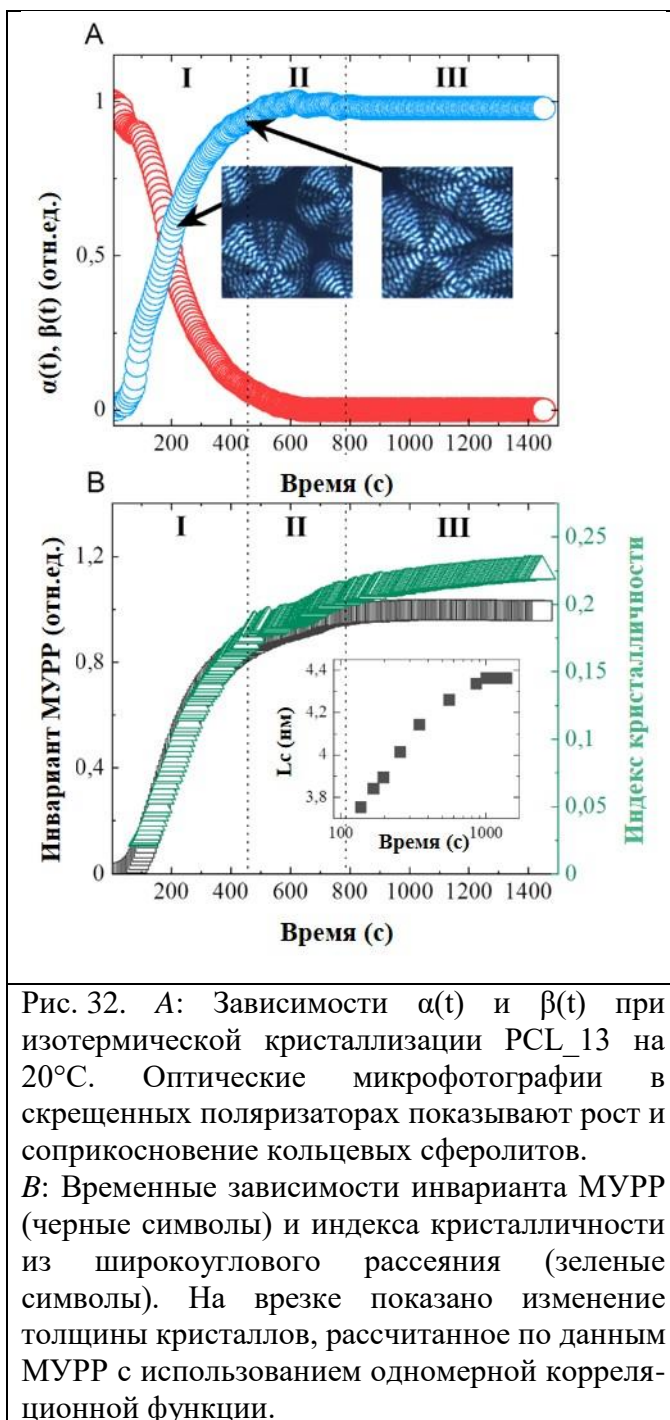 A
I II III
1
0,5
0
α(t), β(t) (отн.ед.)
200 400 600 800 1000 1200 1400
Время (с)
B
I II III
1,2
0,8
0,4
0
Инвариант МУРР (отн.ед.)
0,25
0,2
0,15
0,1
0,05
0
Индекс кристалличности
4,4
4,2
4
3,8
Lc (нм)
100 1000
Время (с)
200 400 600 800 1000 1200 1400
Время (с)
Рис. 32. A: Зависимости α(t) и β(t) при
изотермической кристаллизации PCL_13 на
20°C. Оптические микрофотографии в
скрещенных поляризаторах показывают рост и
соприкосновение кольцевых сферолитов.
B: Временные зависимости инварианта МУРР
(черные символы) и индекса кристалличности
из широкоуглового рассеяния (зеленые
символы). На врезке показано изменение
толщины кристаллов, рассчитанное по данным
МУРР с использованием одномерной корреля-
ционной функции.